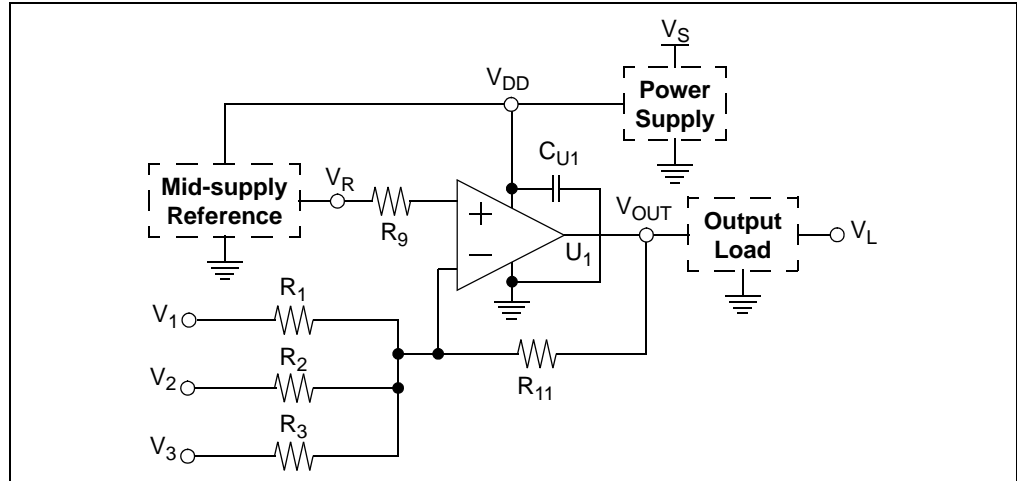 VS
Power
Supply
VDD
CU1
Mid-supply
Reference
VR
R9
+
−
U1
VOUT
Output
Load
VL
V1
R1
V2
R2
V3
R3
R11